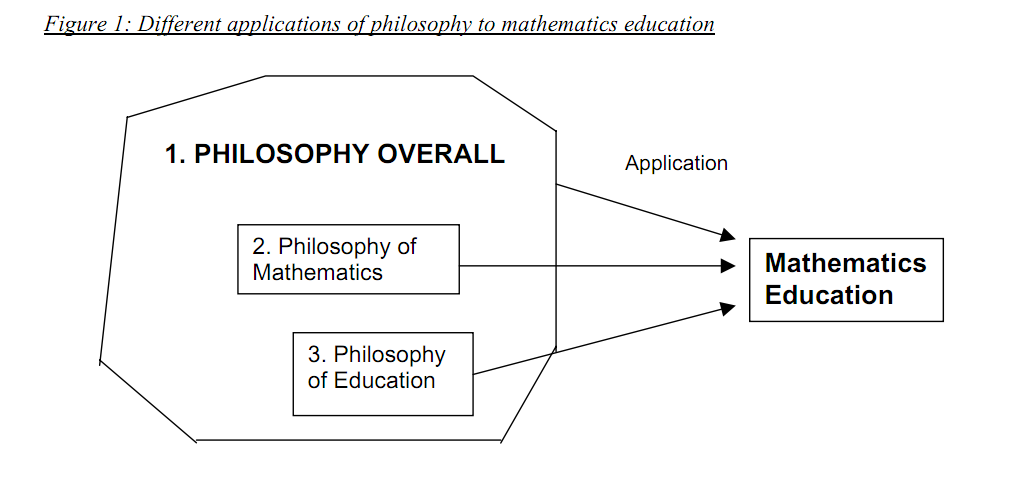 Figure 1: Different applications of philosophy to mathematics education
1. PHILOSOPHY OVERALL
Application
2. Philosophy of
Mathematics
Mathematics
Education
3. Philosophy
of Education